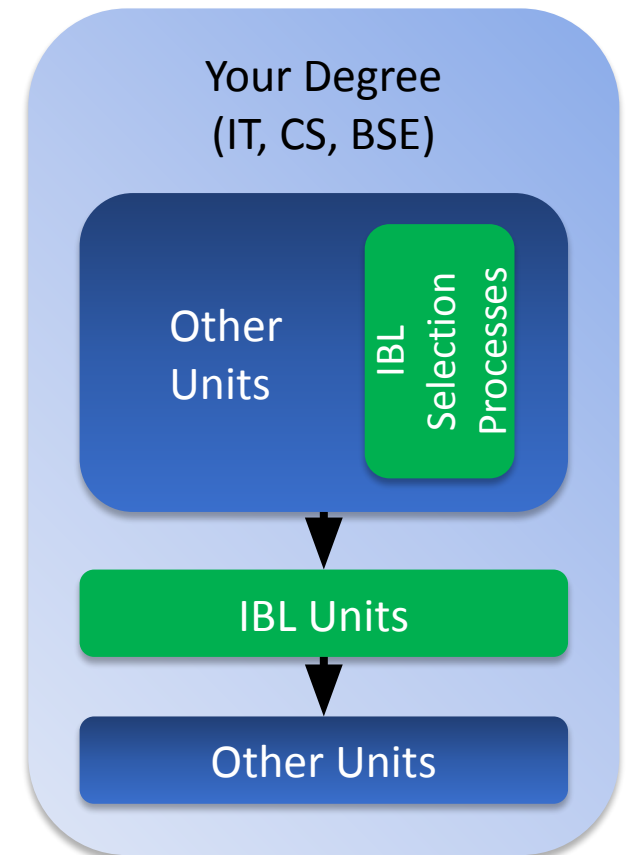 Your Degree
(IT, CS, BSE)
Other
Units
IBL
Selection
Processes
IBL Units
Other Units